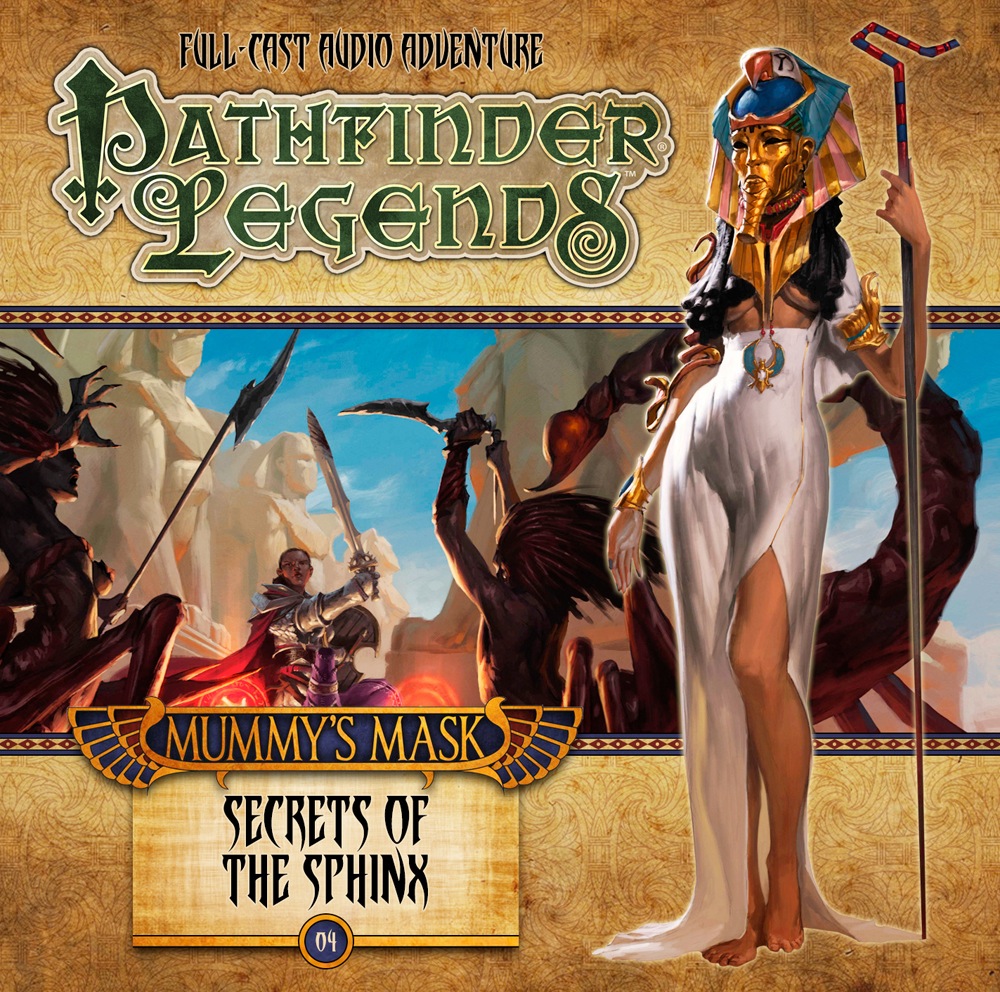 FULL-CAST AUDIO ADVENTURE
PATHFINDER®
LEGENDS™
MUMMY'S MASK
SECRETS OF
THE SPHINX
04